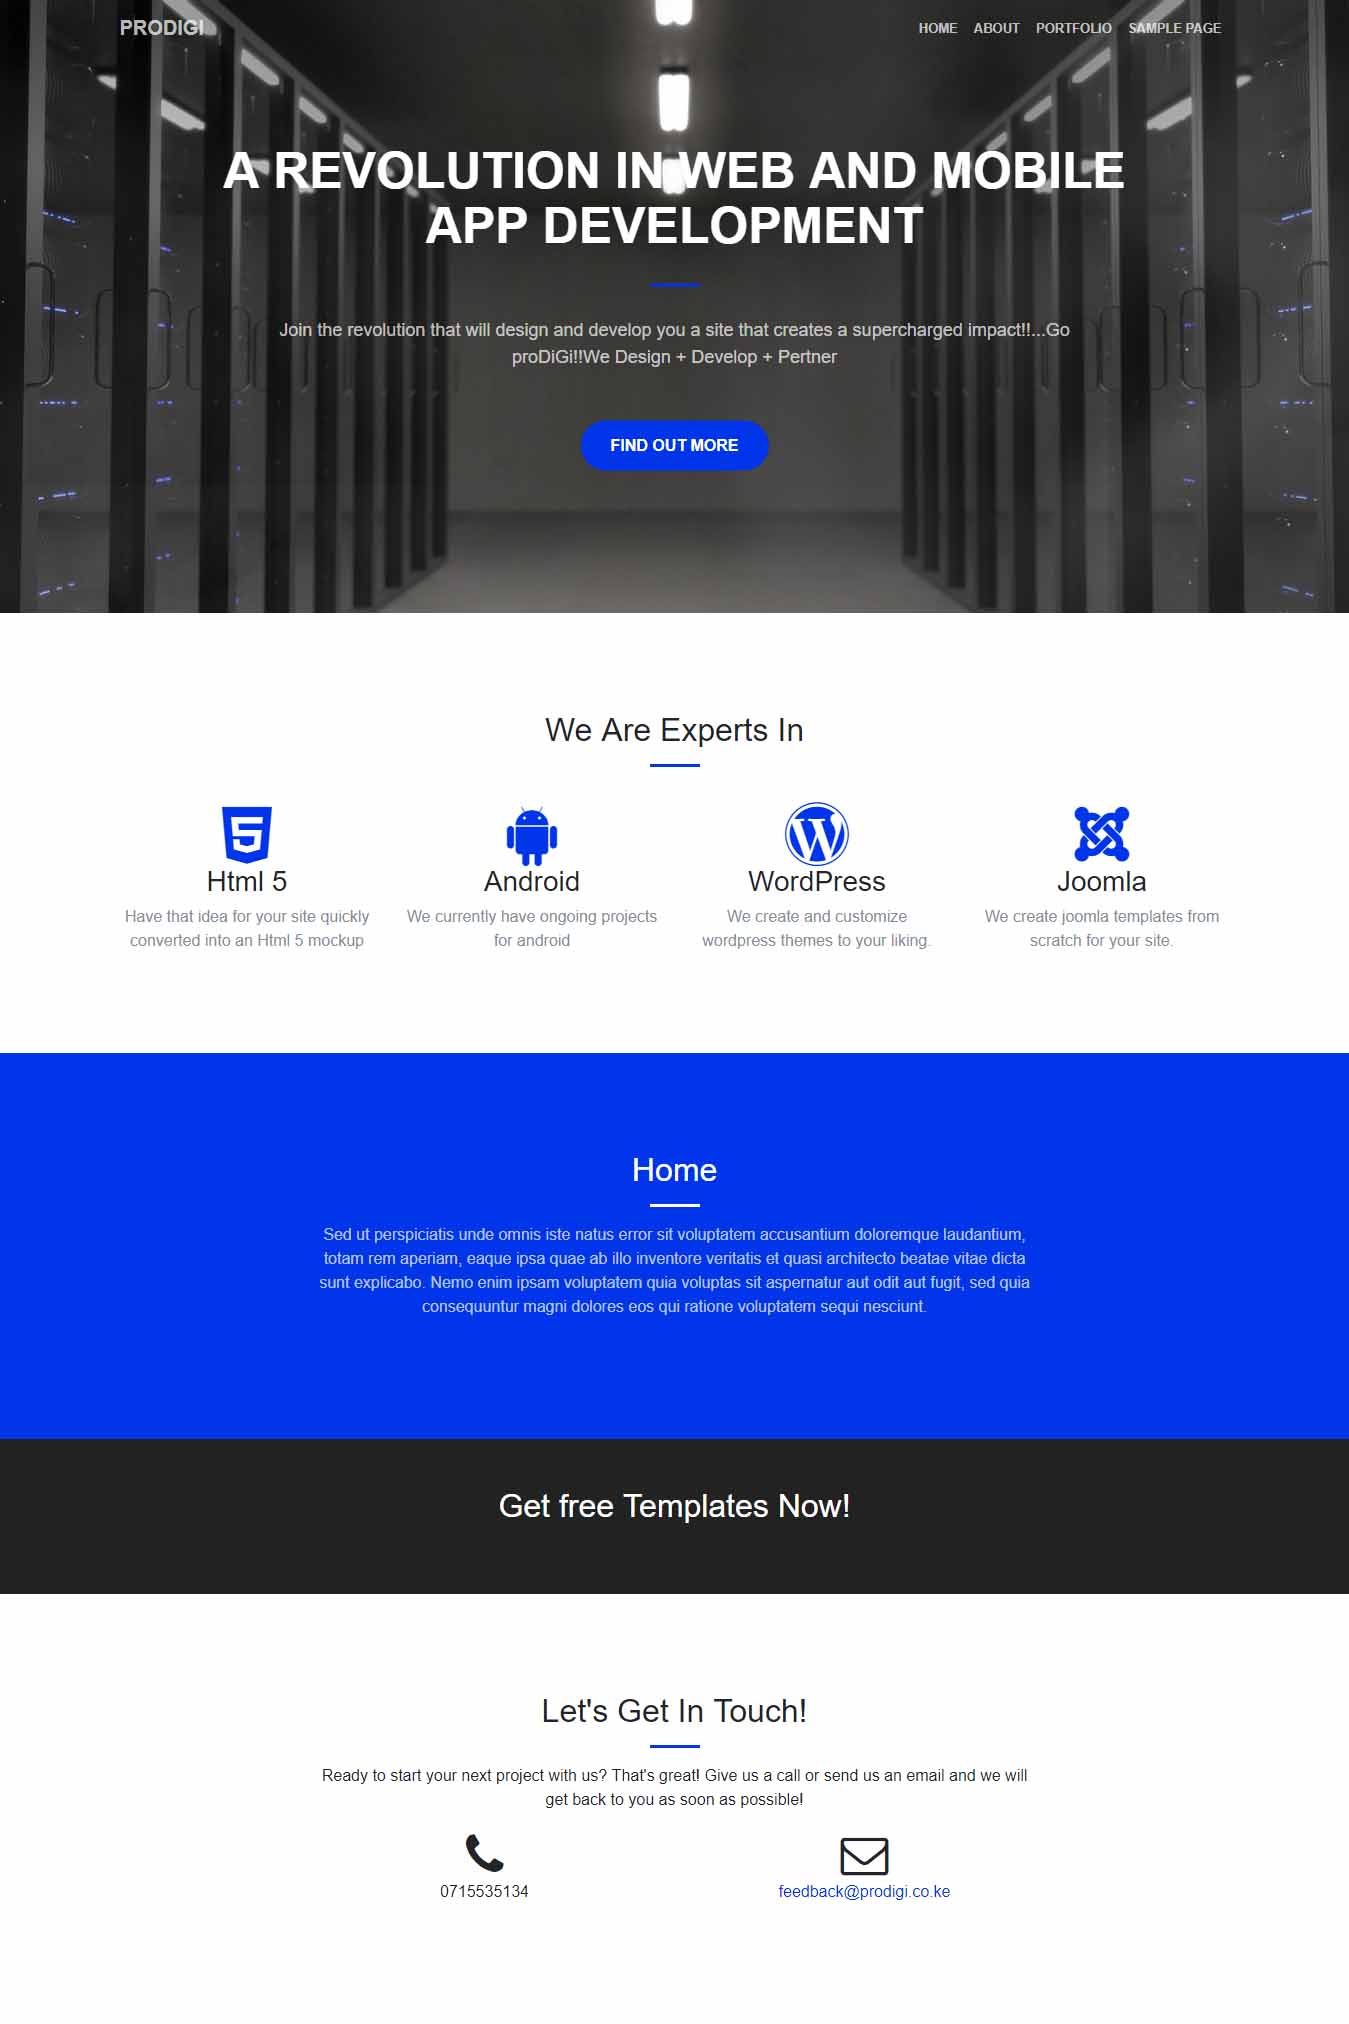 PRODIGI
HOME ABOUT PORTFOLIO SAMPLE PAGE
A REVOLUTION IN WEB AND MOBILE
APP DEVELOPMENT
Join the revolution that will design and develop you a site that creates a supercharged impact!!...Go
proDiGi!!We Design + Develop + Pertner
FIND OUT MORE
We Are Experts In
Html 5
Have that idea for your site quickly
converted into an Html 5 mockup
Android
We currently have ongoing projects
for android
WordPress
We create and customize
wordpress themes to your liking.
Joomla
We create joomla templates from
scratch for your site.
Home
Sed ut perspiciatis unde omnis iste natus error sit voluptatem accusantium doloremque laudantium,
totam rem aperiam, eaque ipsa quae ab illo inventore veritatis et quasi architecto beatae vitae dicta
sunt explicabo. Nemo enim ipsam voluptatem quia voluptas sit aspernatur aut odit aut fugit, sed quia
consequuntur magni dolores eos qui ratione voluptatem sequi nesciunt.
Get free Templates Now!
Let's Get In Touch!
Ready to start your next project with us? That's great! Give us a call or send us an email and we will
get back to you as soon as possible!
0715535134
feedback@prodigi.co.ke